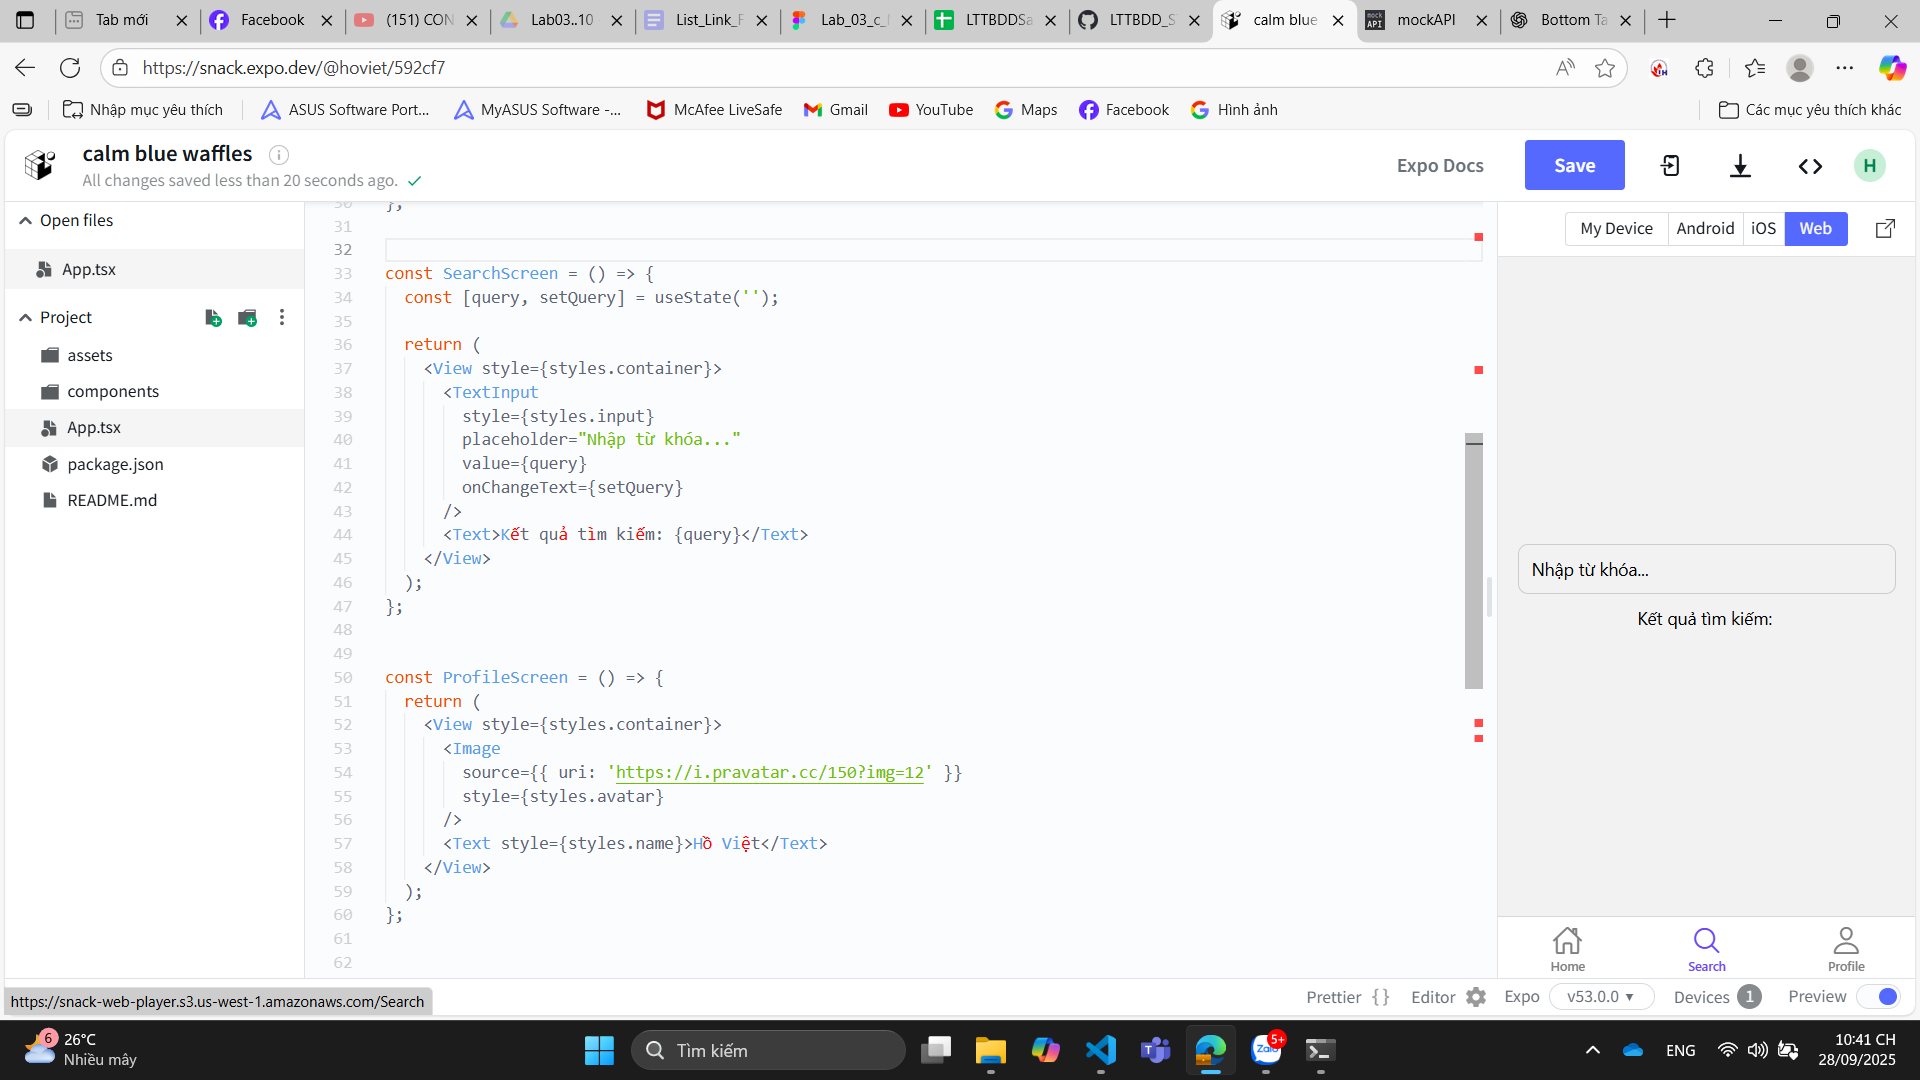 Tab mới
Facebook
(151) CON
Lab03..10
List_Link_F
Lab_03_c_
LTTBDDSa
LTTBDD_S
calm blue
mockAPI
Bottom Ta
https://snack.expo.dev/@hoviet/592cf7
Nhập mục yêu thích
ASUS Software Port...
MyASUS Software -...
McAfee LiveSafe
Gmail
YouTube
Maps
Facebook
Hình ảnh
Các mục yêu thích khác
calm blue waffles
All changes saved less than 20 seconds ago.
Expo Docs
Save
H
Open files
App.tsx
Project
assets
components
App.tsx
package.json
README.md
30 };
31
32
33 const SearchScreen = () => {
34 const [query, setQuery] = useState('');
35
36 return (
37 <View style={styles.container}>
38 <TextInput
39 style={styles.input}
40 placeholder="Nhập từ khóa..."
41 value={query}
42 onChangeText={setQuery}
43 />
44 <Text>Kết quả tìm kiếm: {query}</Text>
45 </View>
46 );
47 };
48
49
50 const ProfileScreen = () => {
51 return (
52 <View style={styles.container}>
53 <Image
54 source={{ uri: 'https://i.pravatar.cc/150?img=12' }}
55 style={styles.avatar}
56 />
57 <Text style={styles.name}>Hồ Việt</Text>
58 </View>
59 );
60 };
61
62
My Device
Android
iOS
Web
Nhập từ khóa...
Kết quả tìm kiếm:
Home
Search
Profile
https://snack-web-player.s3.us-west-1.amazonaws.com/Search
Prettier { }
Editor
Expo
v53.0.0
Devices 1
Preview
6
26°C
Nhiều mây
Tìm kiếm
Zalo
5+
ENG
10:41 CH
28/09/2025